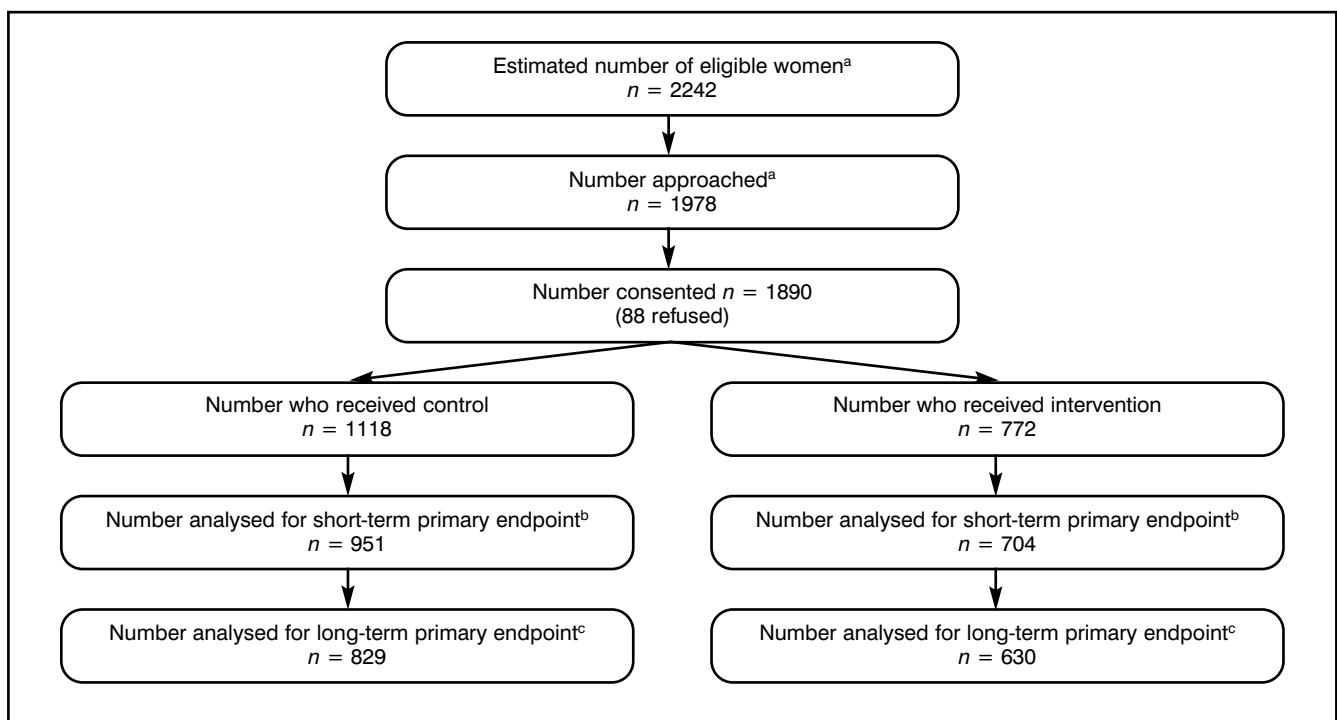 Estimated number of eligible womenᵃ
n = 2242
Number approachedᵃ
n = 1978
Number consented n = 1890
(88 refused)
Number who received control
n = 1118
Number who received intervention
n = 772
Number analysed for short-term primary endpointᵇ
n = 951
Number analysed for short-term primary endpointᵇ
n = 704
Number analysed for long-term primary endpointᶜ
n = 829
Number analysed for long-term primary endpointᶜ
n = 630